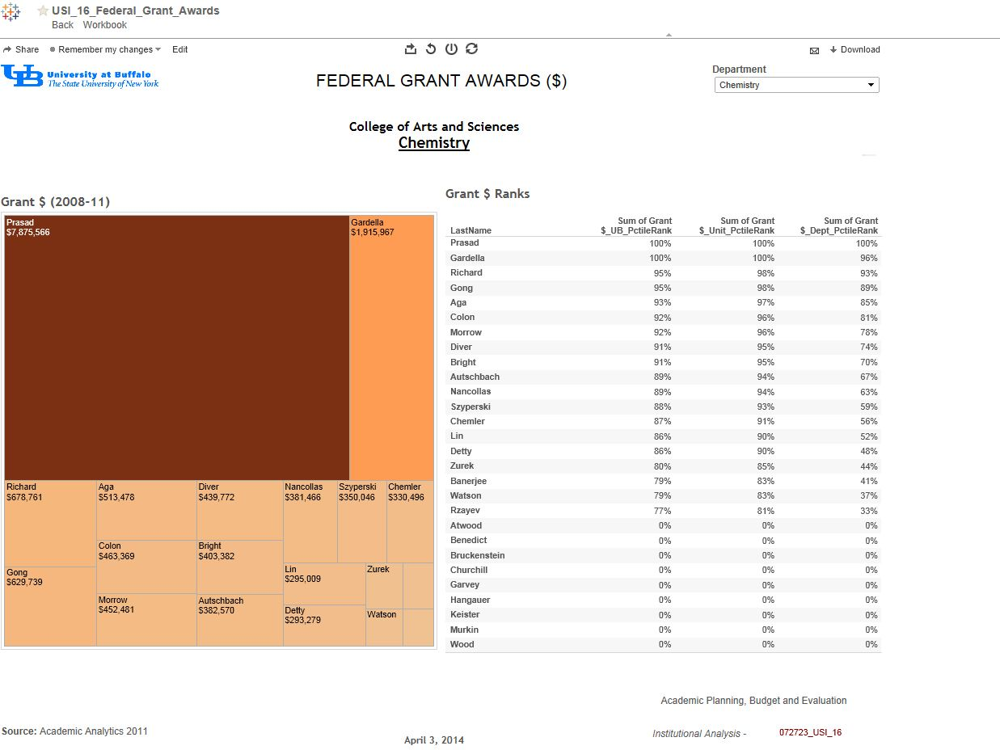 USI_16_Federal_Grant_Awards
Back Workbook
Share Remember my changes Edit
Download
UB University at Buffalo
The State University of New York
FEDERAL GRANT AWARDS ($)
Department
Chemistry
College of Arts and Sciences
Chemistry
Grant $ (2008-11)
Prasad
$7,875,566
Gardella
$1,915,967
Richard
$678,761
Gong
$629,739
Aga
$513,478
Colon
$463,369
Morrow
$452,481
Diver
$439,772
Bright
$403,382
Autschbach
$382,570
Nancollas
$381,466
Szyperski
$350,046
Chemler
$330,496
Lin
$295,009
Detty
$293,279
Zurek
Watson
Grant $ Ranks
Sum of Grant Sum of Grant Sum of Grant
LastName $_UB_PctileRank $_Unit_PctileRank $_Dept_PctileRank
Prasad 100% 100% 100%
Gardella 100% 100% 96%
Richard 95% 98% 93%
Gong 95% 98% 89%
Aga 93% 97% 85%
Colon 92% 96% 81%
Morrow 92% 96% 78%
Diver 91% 95% 74%
Bright 91% 95% 70%
Autschbach 89% 94% 67%
Nancollas 89% 94% 63%
Szyperski 88% 93% 59%
Chemler 87% 91% 56%
Lin 86% 90% 52%
Detty 86% 90% 48%
Zurek 80% 85% 44%
Banerjee 79% 83% 41%
Watson 79% 83% 37%
Rzayev 77% 81% 33%
Atwood 0% 0% 0%
Benedict 0% 0% 0%
Bruckenstein 0% 0% 0%
Churchill 0% 0% 0%
Garvey 0% 0% 0%
Hangauer 0% 0% 0%
Keister 0% 0% 0%
Murkin 0% 0% 0%
Wood 0% 0% 0%
Academic Planning, Budget and Evaluation
Source: Academic Analytics 2011
April 3, 2014
Institutional Analysis - 072723_USI_16